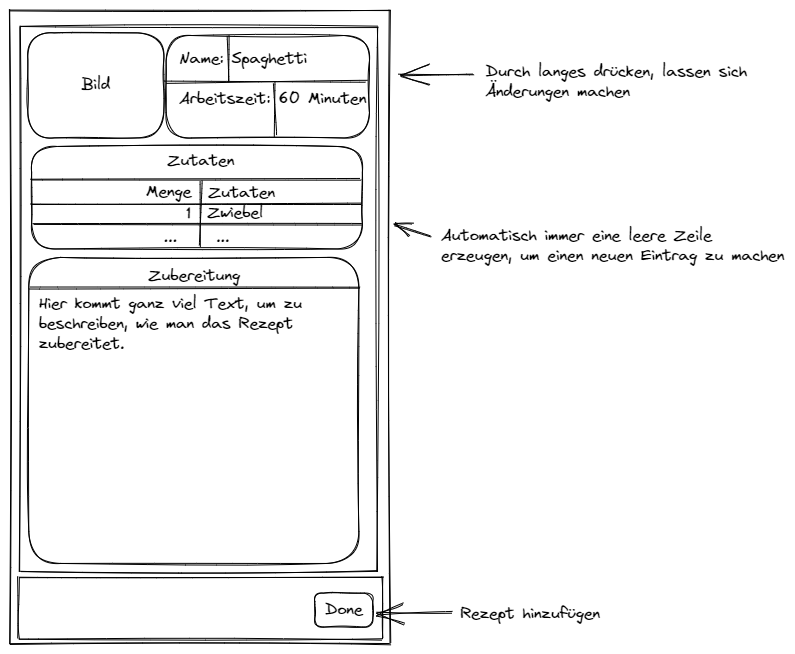 Bild
Name: Spaghetti
Arbeitszeit: 60 Minuten
Durch langes drücken, lassen sich
Änderungen machen
Zutaten
Menge Zutaten
1 Zwiebel
... ...
Automatisch immer eine leere Zeile
erzeugen, um einen neuen Eintrag zu machen
Zubereitung
Hier kommt ganz viel Text, um zu
beschreiben, wie man das Rezept
zubereitet.
Done
Rezept hinzufügen